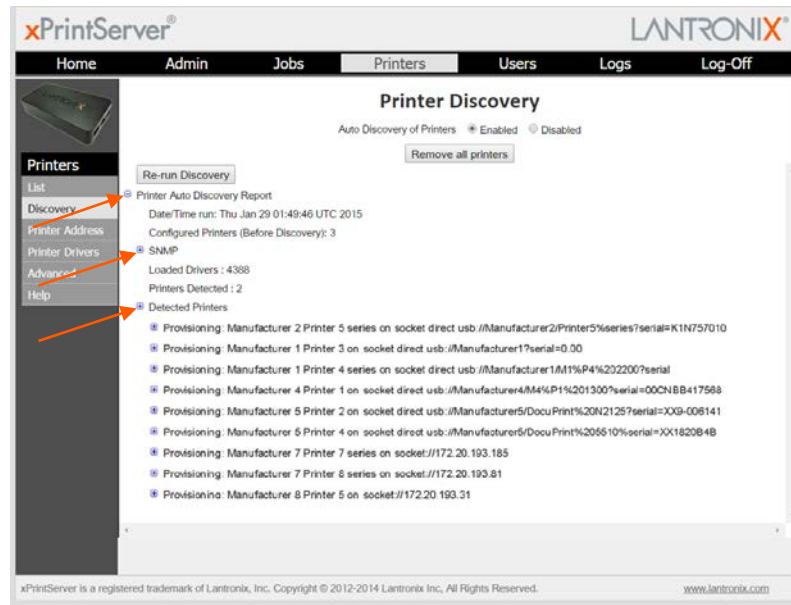 xPrintServer®
LANTRONIX®
Home Admin Jobs Printers Users Logs Log-Off
LANTRONIX
Printer Discovery
Auto Discovery of Printers Enabled Disabled
Remove all printers
Printers
List
Discovery
Printer Address
Printer Drivers
Advanced
Help
Re-run Discovery
Printer Auto Discovery Report
Date/Time run: Thu Jan 29 01:49:46 UTC 2015
Configured Printers (Before Discovery): 3
SNMP
Loaded Drivers : 4388
Printers Detected : 2
Detected Printers
Provisioning: Manufacturer 2 Printer 5 series on socket direct usb://Manufacturer2/Printer5%series?serial=K1N757010
Provisioning: Manufacturer 1 Printer 3 on socket direct usb://Manufacturer1?serial=0.00
Provisioning: Manufacturer 1 Printer 4 series on socket direct usb://Manufacturer1/M1%P4%202200?serial
Provisioning: Manufacturer 4 Printer 1 on socket direct usb://Manufacturer4/M4%P1%201300?serial=00CNBB417568
Provisioning: Manufacturer 5 Printer 2 on socket direct usb://Manufacturer5/DocuPrint%20N2125?serial=XX9-006141
Provisioning: Manufacturer 5 Printer 4 on socket direct usb://Manufacturer5/DocuPrint%205510%serial=XX1820B4B
Provisioning: Manufacturer 7 Printer 7 series on socket://172.20.193.185
Provisioning: Manufacturer 7 Printer 8 series on socket://172.20.193.81
Provisioning: Manufacturer 8 Printer 5 on socket://172.20.193.31
xPrintServer is a registered trademark of Lantronix, Inc. Copyright © 2012-2014 Lantronix Inc, All Rights Reserved. www.lantronix.com